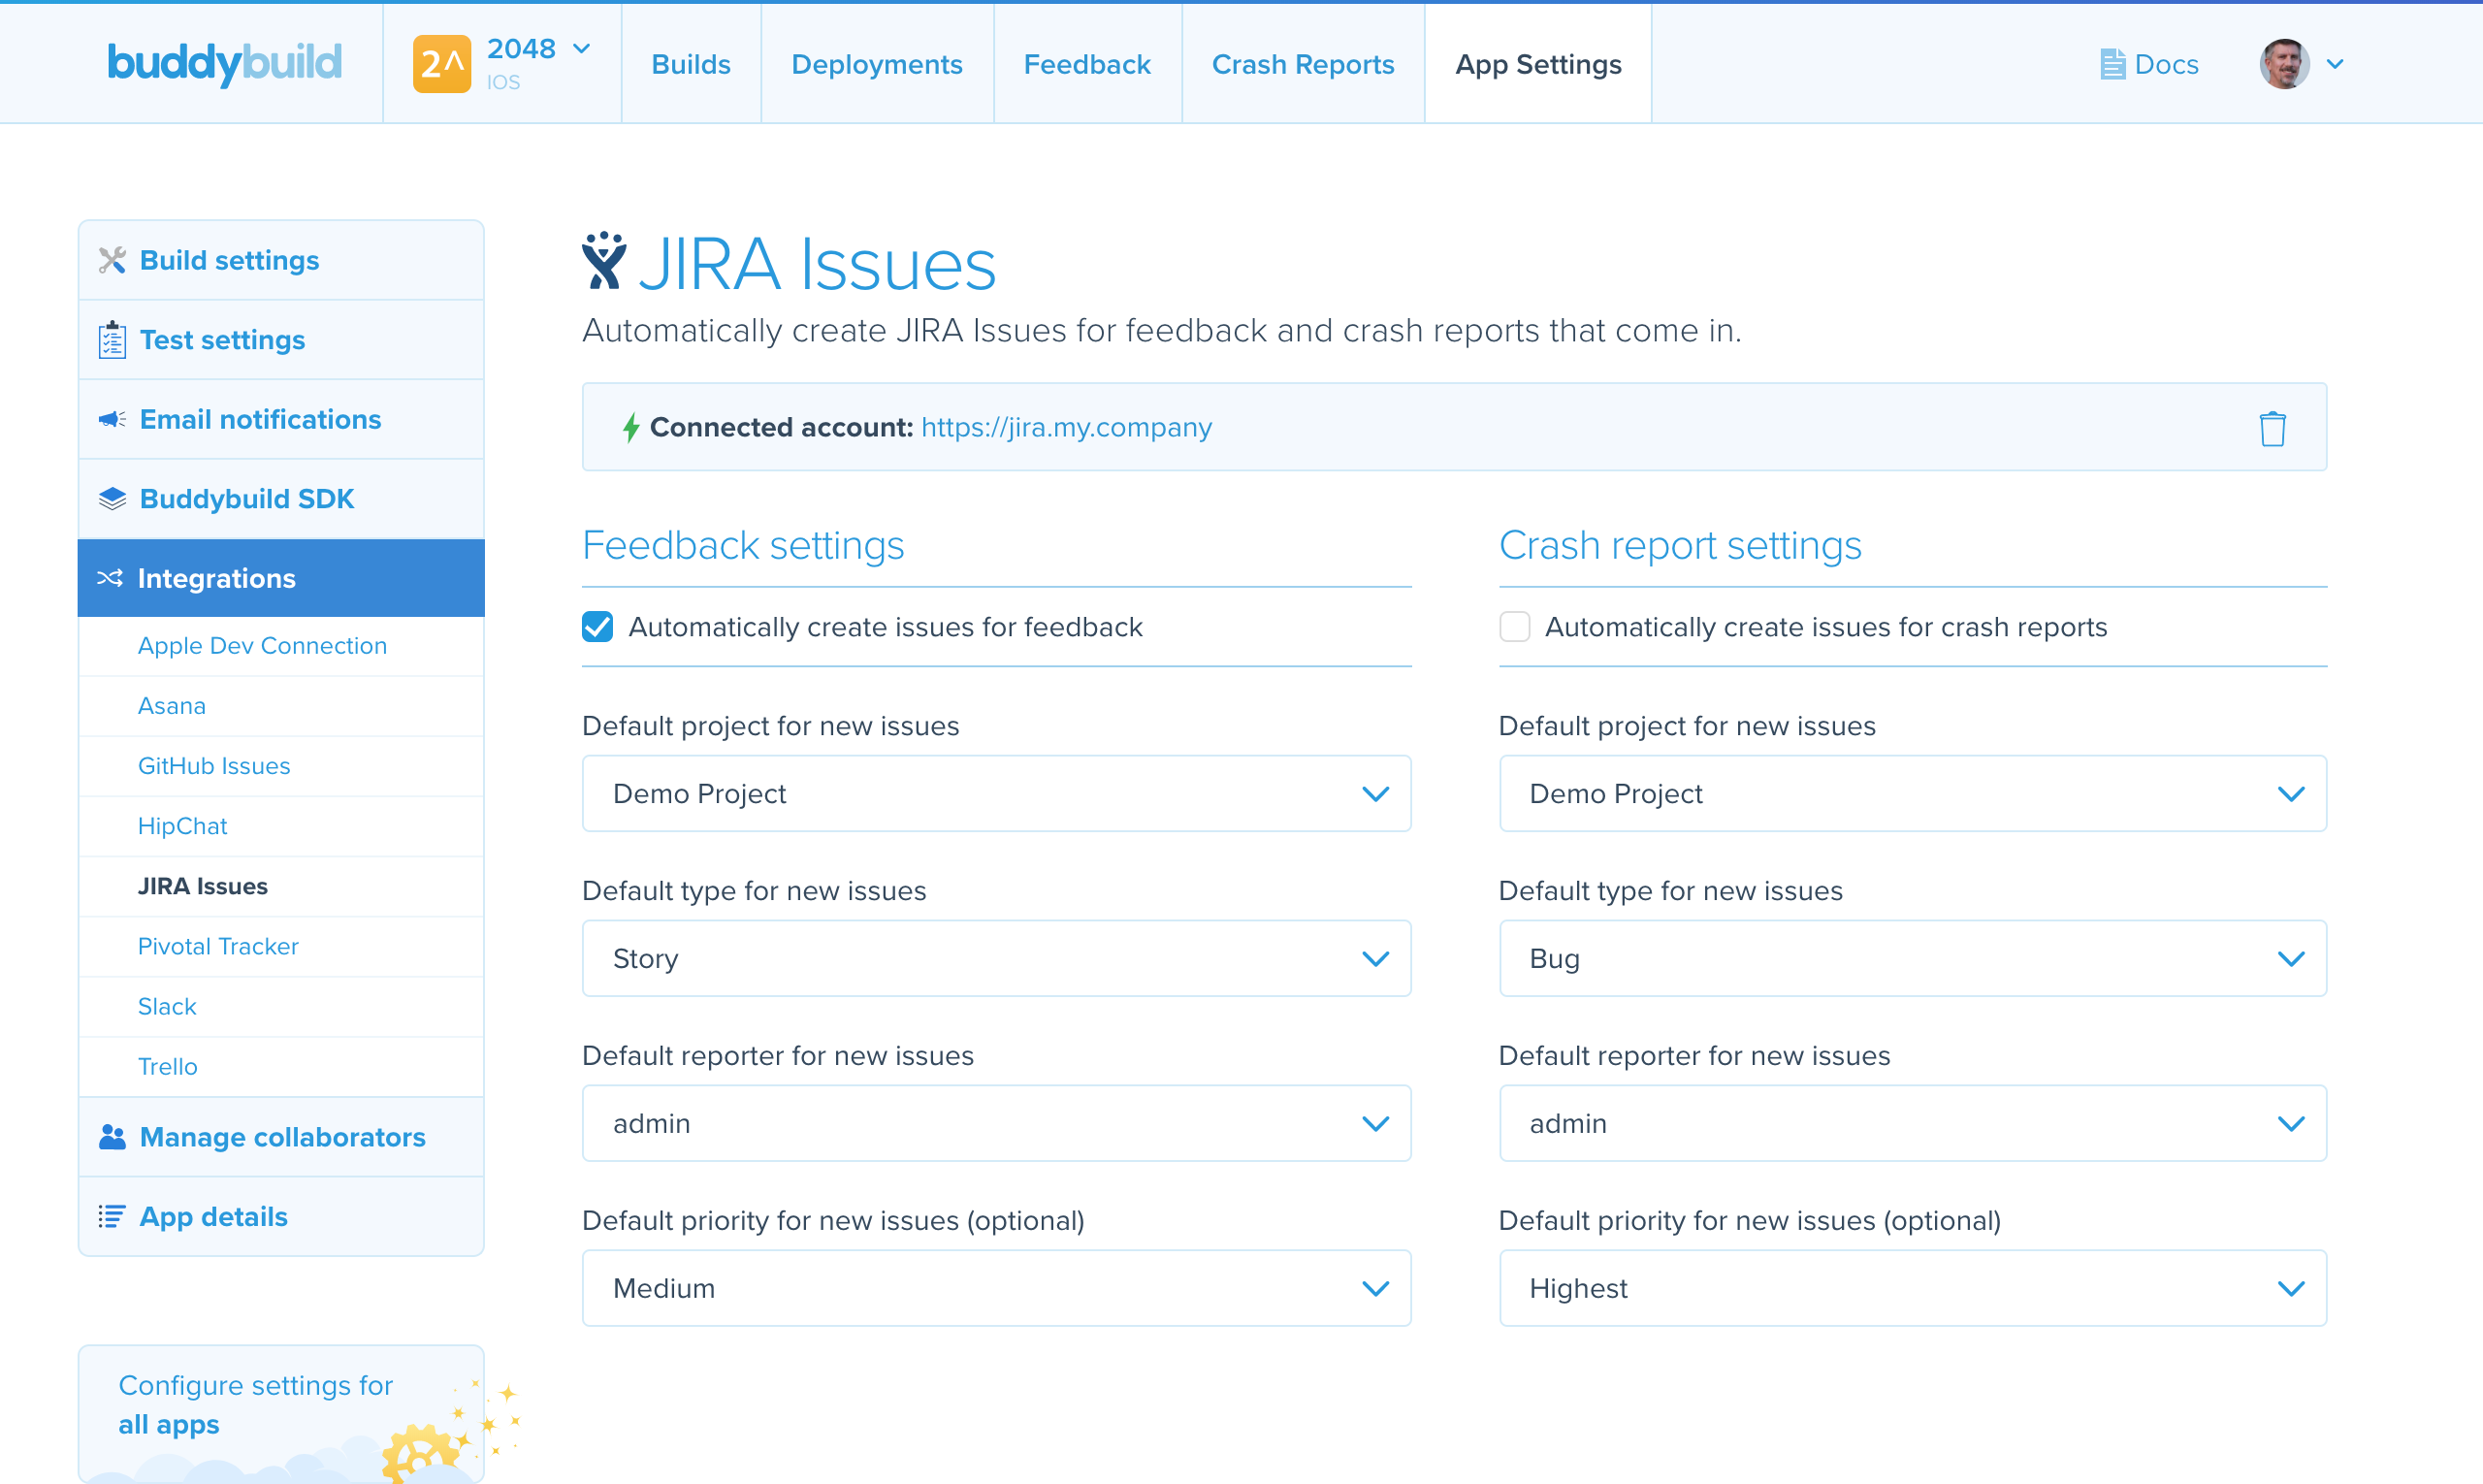 buddybuild
2^
2048
IOS
Builds
Deployments
Feedback
Crash Reports
App Settings
Docs
Build settings
Test settings
Email notifications
Buddybuild SDK
Integrations
Apple Dev Connection
Asana
GitHub Issues
HipChat
JIRA Issues
Pivotal Tracker
Slack
Trello
Manage collaborators
App details
Configure settings for
all apps
JIRA Issues
Automatically create JIRA Issues for feedback and crash reports that come in.
Connected account: https://jira.my.company
Feedback settings
Automatically create issues for feedback
Default project for new issues
Demo Project
Default type for new issues
Story
Default reporter for new issues
admin
Default priority for new issues (optional)
Medium
Crash report settings
Automatically create issues for crash reports
Default project for new issues
Demo Project
Default type for new issues
Bug
Default reporter for new issues
admin
Default priority for new issues (optional)
Highest